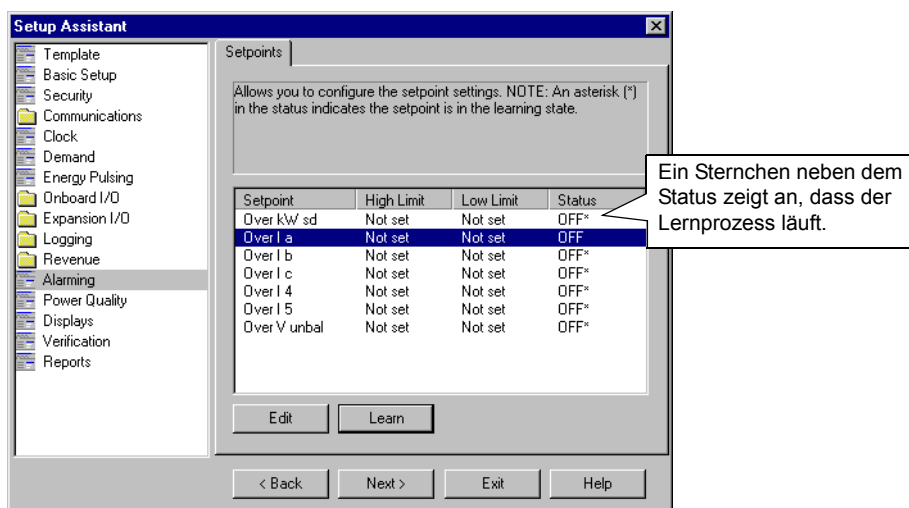 Setup Assistant
Template
Basic Setup
Security
Communications
Clock
Demand
Energy Pulsing
Onboard I/O
Expansion I/O
Logging
Revenue
Alarming
Power Quality
Displays
Verification
Reports
Setpoints
Allows you to configure the setpoint settings. NOTE: An asterisk (*)
in the status indicates the setpoint is in the learning state.
Setpoint High Limit Low Limit Status
Over kW sd Not set Not set OFF*
Over I a Not set Not set OFF
Over I b Not set Not set OFF*
Over I c Not set Not set OFF*
Over I 4 Not set Not set OFF*
Over I 5 Not set Not set OFF*
Over V unbal Not set Not set OFF*
Edit Learn
< Back Next > Exit Help
Ein Sternchen neben dem
Status zeigt an, dass der
Lernprozess läuft.